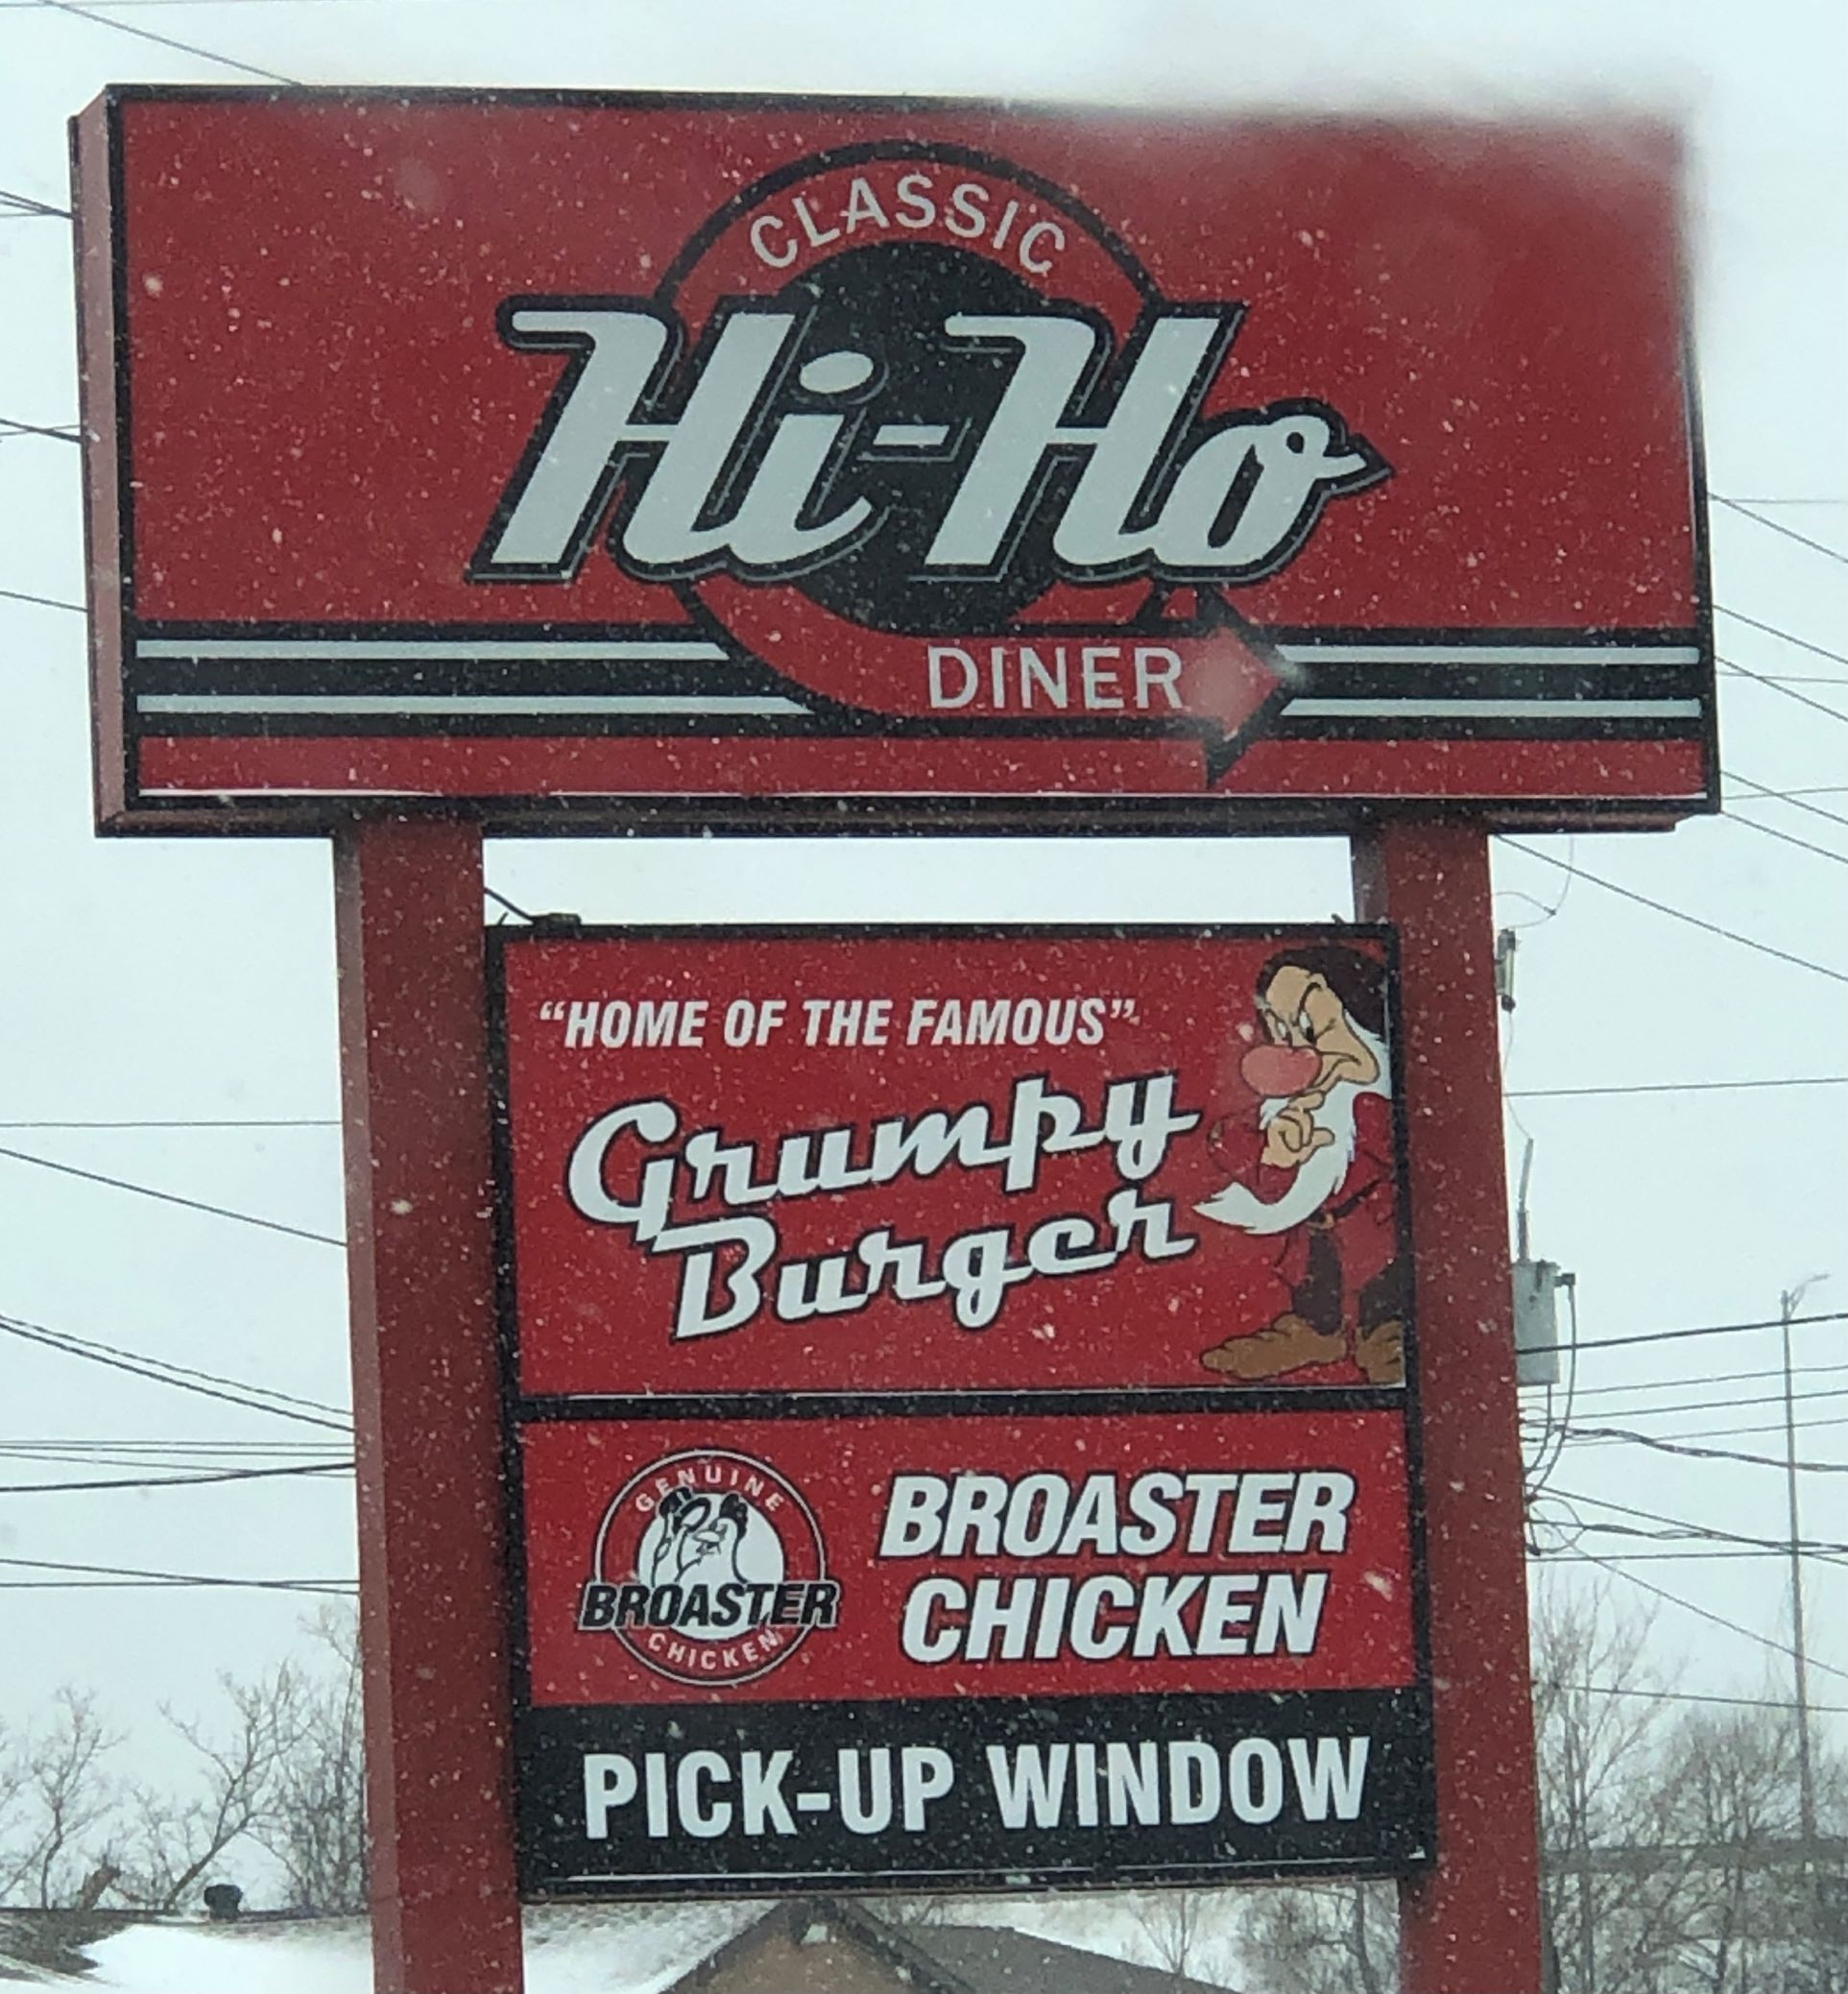 CLASSIC
Hi-Ho
DINER
"HOME OF THE FAMOUS"
Grumpy
Burger
GENUINE
BROASTER
CHICKEN
BROASTER
CHICKEN
PICK-UP WINDOW